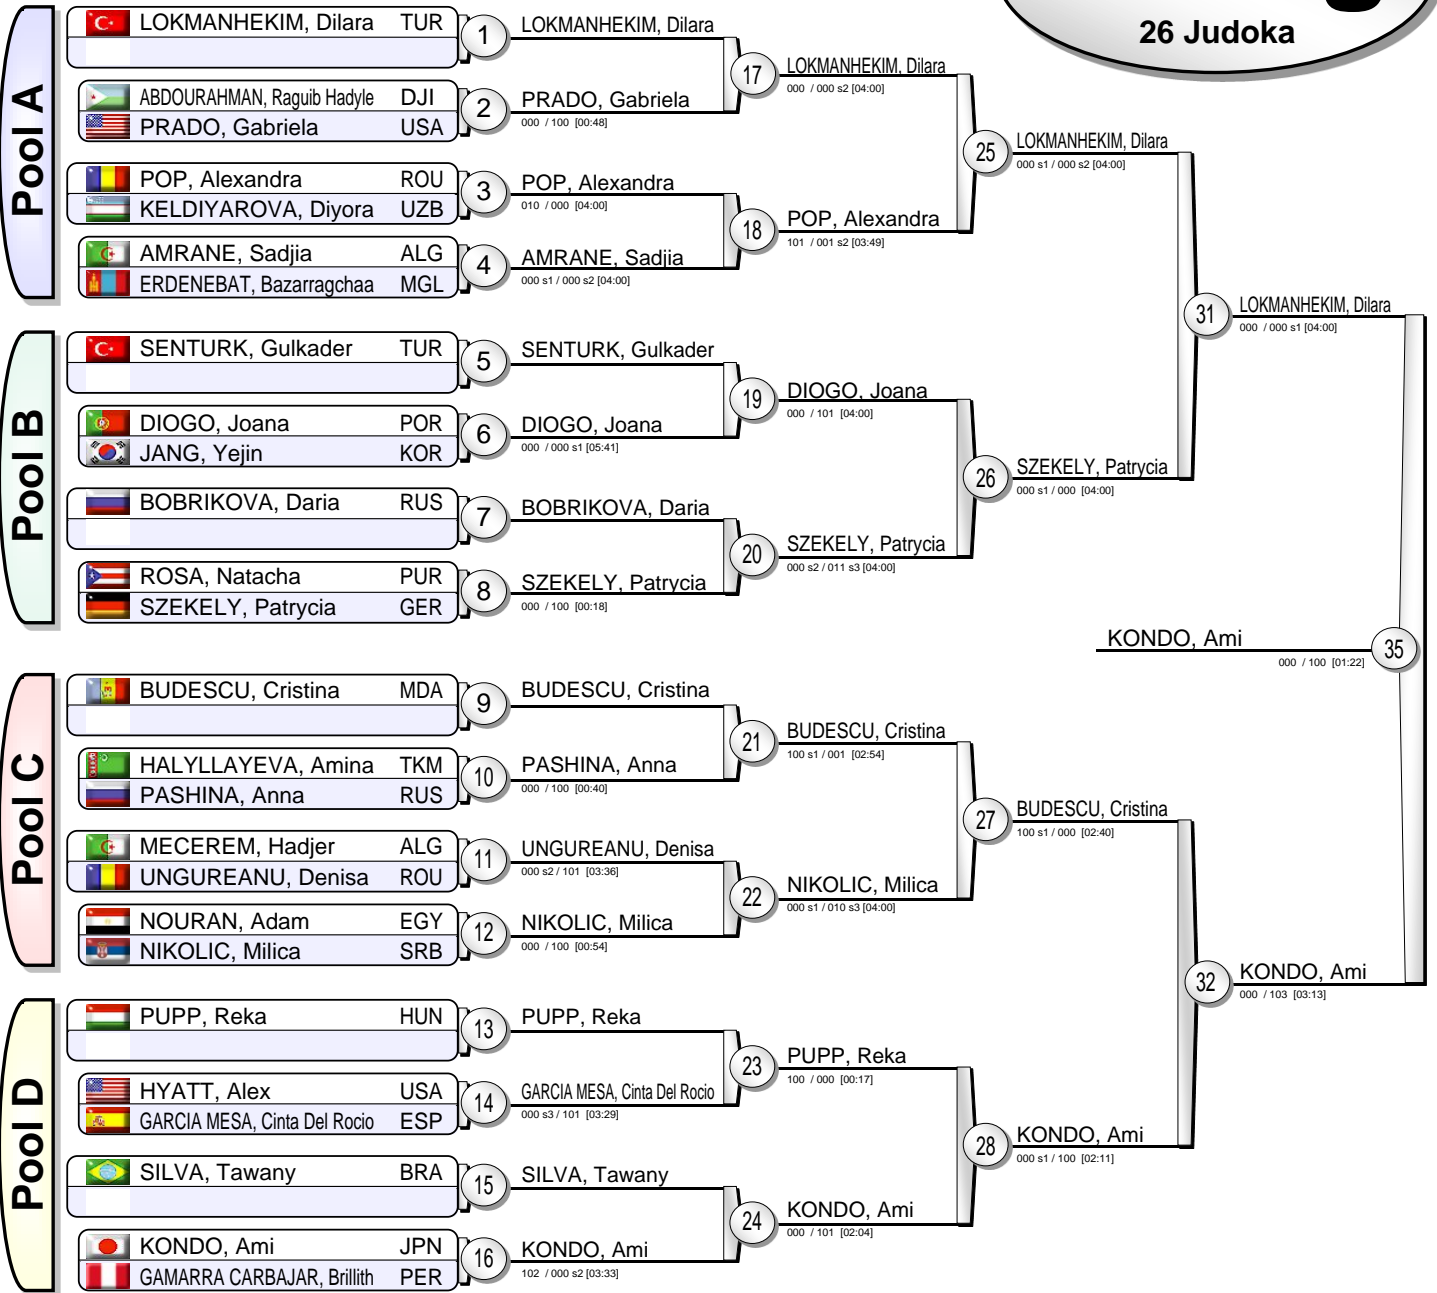 26 Judoka
Pool A
LOKMANHEKIM, Dilara TUR
1
ABDOURAHMAN, Raguib Hadyle DJI
PRADO, Gabriela USA
2
POP, Alexandra ROU
KELDIYAROVA, Diyora UZB
3
AMRANE, Sadjia ALG
ERDENEBAT, Bazarragchaa MGL
4
Pool B
SENTURK, Gulkader TUR
5
DIOGO, Joana POR
JANG, Yejin KOR
6
BOBRIKOVA, Daria RUS
7
ROSA, Natacha PUR
SZEKELY, Patrycia GER
8
Pool C
BUDESCU, Cristina MDA
9
HALYLLAYEVA, Amina TKM
PASHINA, Anna RUS
10
MECEREM, Hadjer ALG
UNGUREANU, Denisa ROU
11
NOURAN, Adam EGY
NIKOLIC, Milica SRB
12
Pool D
PUPP, Reka HUN
13
HYATT, Alex USA
GARCIA MESA, Cinta Del Rocio ESP
14
SILVA, Tawany BRA
15
KONDO, Ami JPN
GAMARRA CARBAJAR, Brillith PER
16
LOKMANHEKIM, Dilara
PRADO, Gabriela
000 / 100 [00:48]
17
POP, Alexandra
010 / 000 [04:00]
AMRANE, Sadjia
000 s1 / 000 s2 [04:00]
18
SENTURK, Gulkader
DIOGO, Joana
000 / 000 s1 [05:41]
19
BOBRIKOVA, Daria
SZEKELY, Patrycia
000 / 100 [00:18]
20
BUDESCU, Cristina
PASHINA, Anna
000 / 100 [00:40]
21
UNGUREANU, Denisa
000 s2 / 101 [03:36]
NIKOLIC, Milica
000 / 100 [00:54]
22
PUPP, Reka
GARCIA MESA, Cinta Del Rocio
000 s3 / 101 [03:29]
23
SILVA, Tawany
KONDO, Ami
102 / 000 s2 [03:33]
24
LOKMANHEKIM, Dilara
000 / 000 s2 [04:00]
POP, Alexandra
101 / 001 s2 [03:49]
25
DIOGO, Joana
000 / 101 [04:00]
SZEKELY, Patrycia
000 s2 / 011 s3 [04:00]
26
BUDESCU, Cristina
100 s1 / 001 [02:54]
NIKOLIC, Milica
000 s1 / 010 s3 [04:00]
27
PUPP, Reka
100 / 000 [00:17]
KONDO, Ami
000 / 101 [02:04]
28
LOKMANHEKIM, Dilara
000 s1 / 000 s2 [04:00]
SZEKELY, Patrycia
000 s1 / 000 [04:00]
31
BUDESCU, Cristina
100 s1 / 000 [02:40]
KONDO, Ami
000 s1 / 100 [02:11]
32
LOKMANHEKIM, Dilara
000 / 000 s1 [04:00]
KONDO, Ami
000 / 103 [03:13]
35
KONDO, Ami
000 / 100 [01:22]